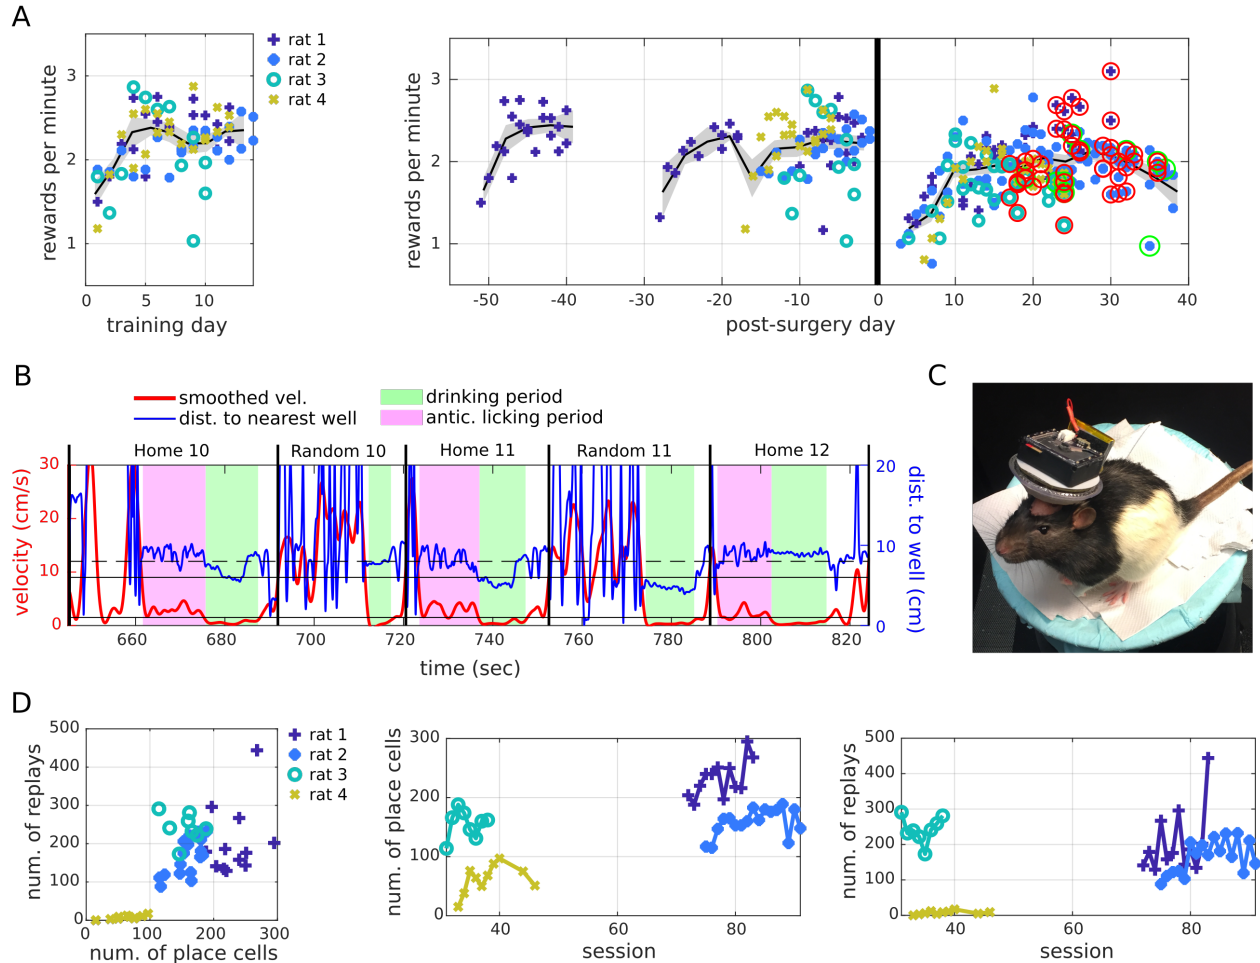 A
rewards per minute
3
2
1
0
5
10
training day
rat 1
rat 2
rat 3
rat 4
rewards per minute
3
2
1
-50
-40
-30
-20
-10
0
10
20
30
40
post-surgery day
B
smoothed vel.
dist. to nearest well
drinking period
antic. licking period
Home 10
Random 10
Home 11
Random 11
Home 12
velocity (cm/s)
30
20
10
0
660
680
700
720
740
760
780
800
820
time (sec)
20
10
0
dist. to well (cm)
C
D
num. of replays
500
400
300
200
100
0
0
100
200
300
num. of place cells
rat 1
rat 2
rat 3
rat 4
num. of place cells
300
200
100
0
40
60
80
session
num. of replays
500
400
300
200
100
0
40
60
80
session